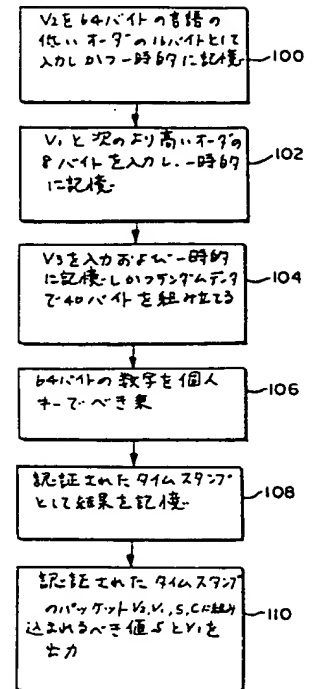 V2を64バイトの言語の
低いオーダの16バイトとして
入力しかつ一時的に記憶
100
V1と次のより高いオーダの
8バイトを入力し、一時的
に記憶
102
V3を入力および一時的
に記憶しかつランダムデータ
で40バイトを組み立てる
104
64バイトの数字を個人
キーでべき乗
106
認証されたタイムスタンプ
として結果を記憶
108
認証されたタイムスタンプ
のパケットV2,V1,S,Cに組み
込まれるべき値SとV1を
出力
110